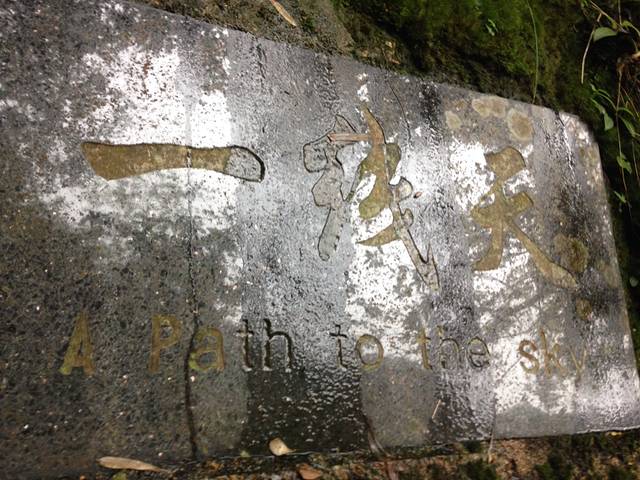 一线天
A Path to the sky